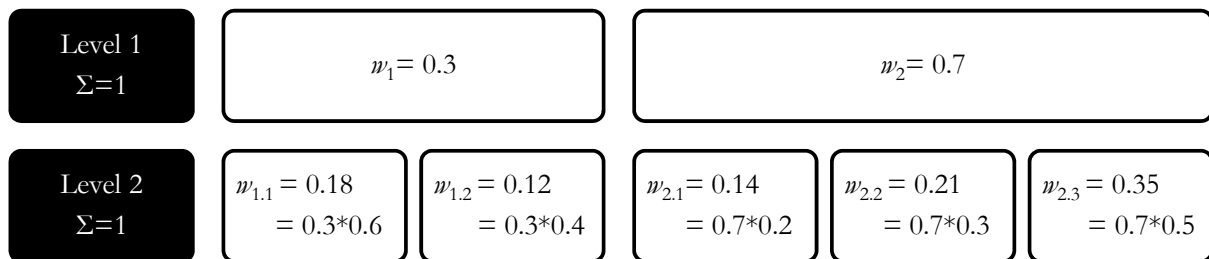 Level 1
Σ=1
w₁= 0.3
w₂= 0.7
Level 2
Σ=1
w₁.₁ = 0.18
= 0.3*0.6
w₁.₂ = 0.12
= 0.3*0.4
w₂.₁ = 0.14
= 0.7*0.2
w₂.₂ = 0.21
= 0.7*0.3
w₂.₃ = 0.35
= 0.7*0.5